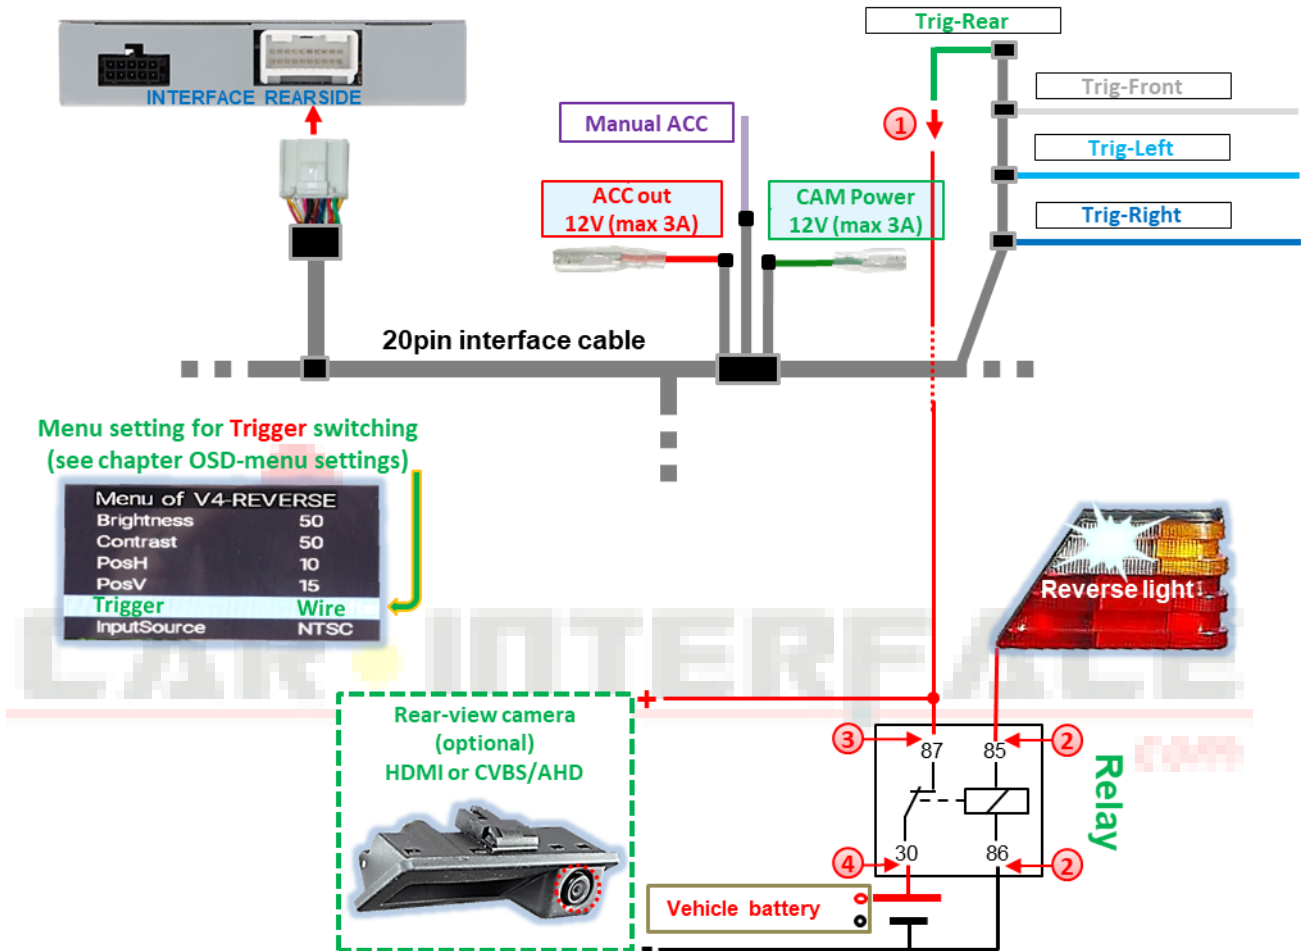 Trig-Rear
Trig-Front
Trig-Left
Trig-Right
INTERFACE REARSIDE
Manual ACC
1
ACC out
12V (max 3A)
CAM Power
12V (max 3A)
20pin interface cable
Menu setting for Trigger switching
(see chapter OSD-menu settings)
Menu of V4-REVERSE
Brightness 50
Contrast 50
PosH 10
PosV 15
Trigger Wire
InputSource NTSC
Reverse light
CAR INTERFACE
.com
+
Rear-view camera
(optional)
HDMI or CVBS/AHD
3
87
85
2
Relay
4
30
86
2
Vehicle battery
-